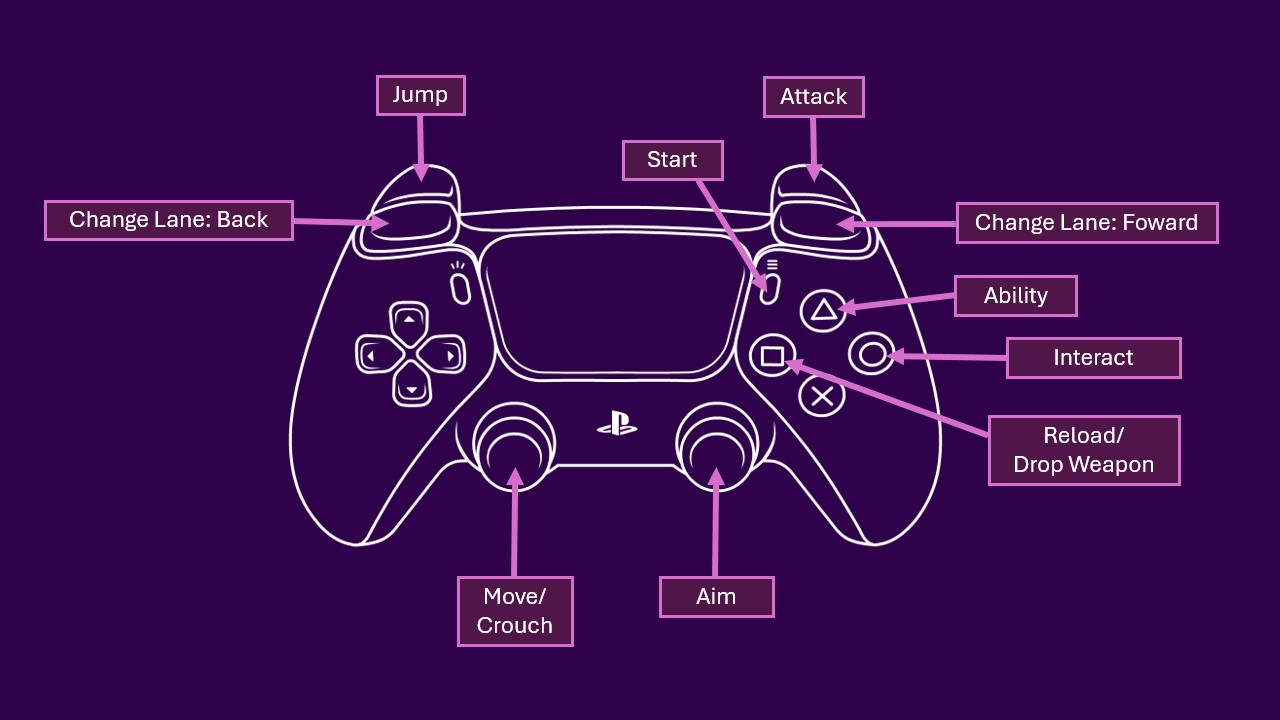 Jump
Attack
Start
Change Lane: Back
Change Lane: Foward
Ability
Interact
Reload/
Drop Weapon
Move/
Crouch
Aim